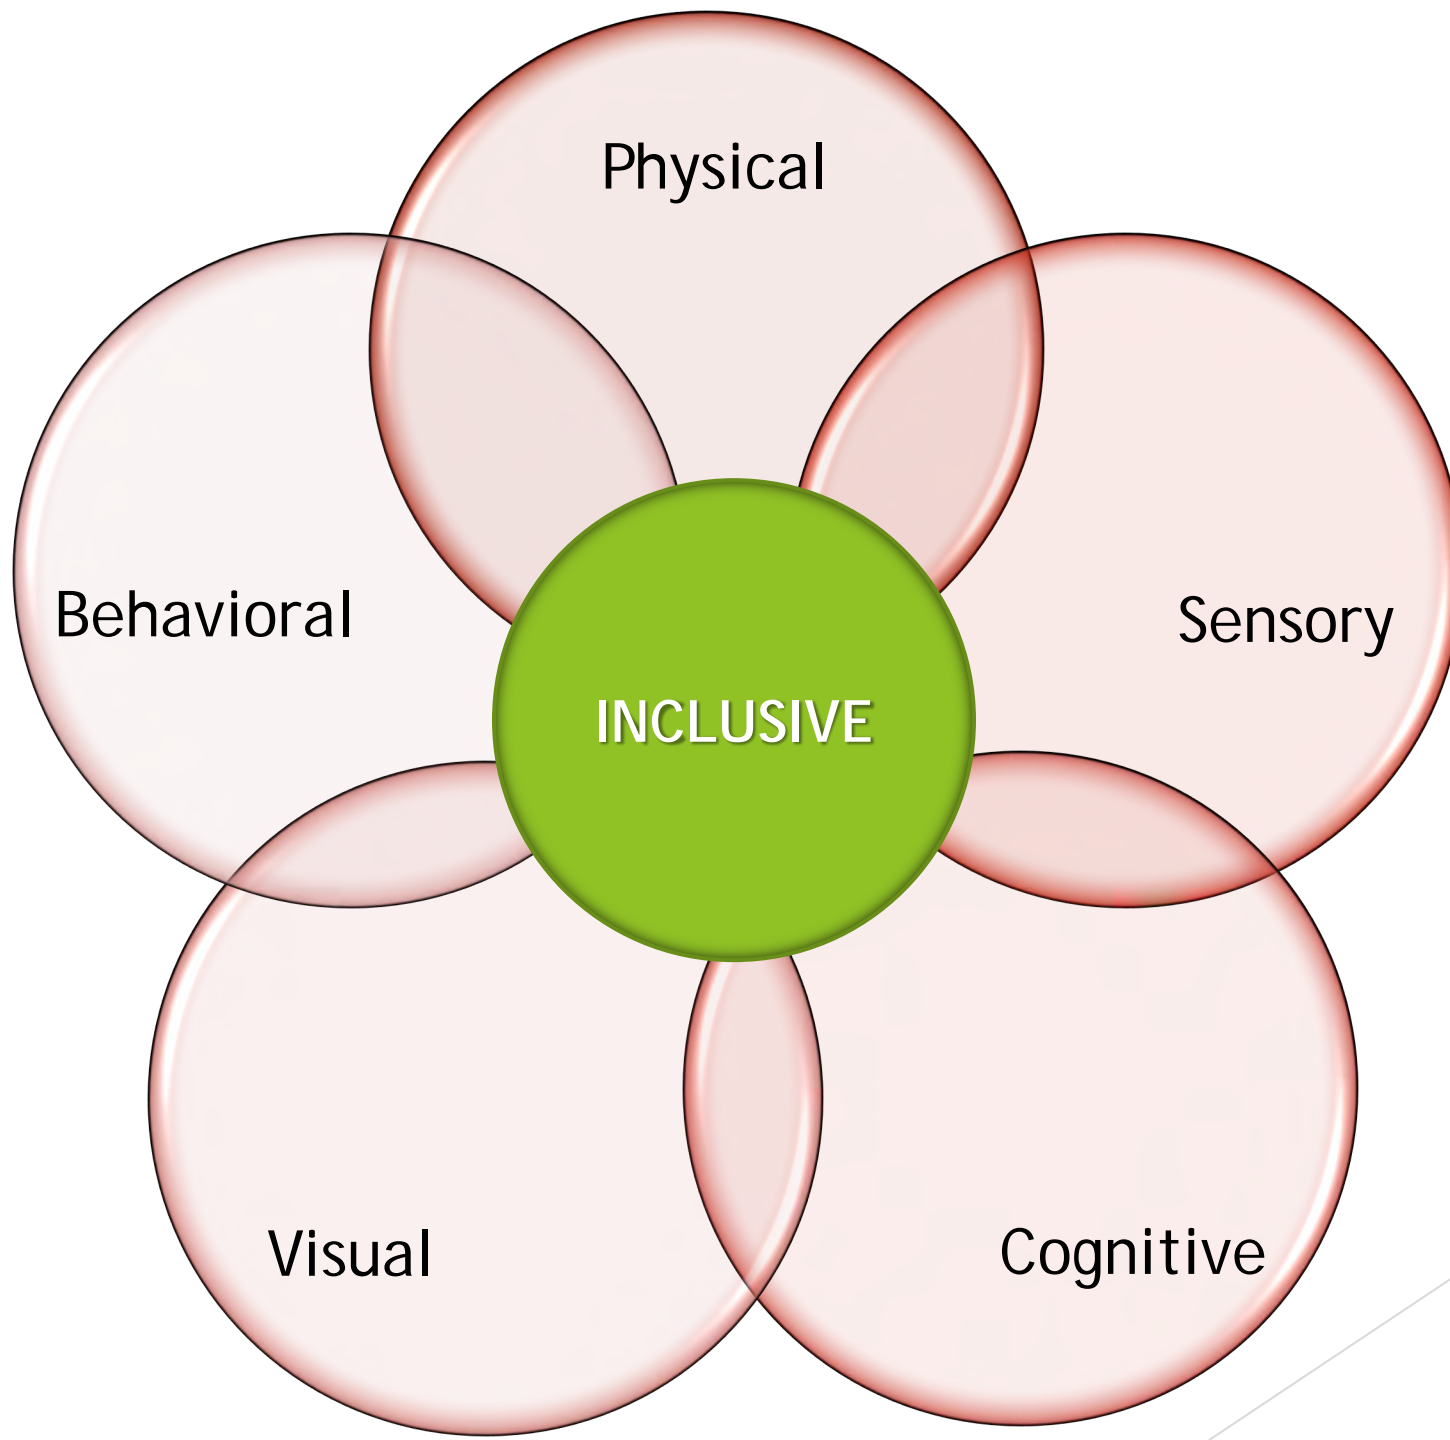 Physical
Behavioral
Sensory
INCLUSIVE
Visual
Cognitive